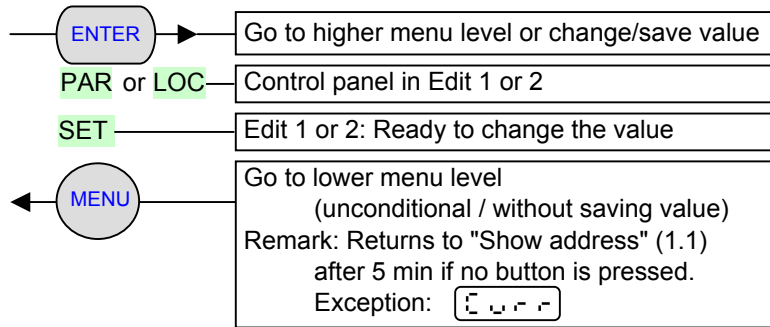 ENTER Go to higher menu level or change/save value
PAR or LOC Control panel in Edit 1 or 2
SET Edit 1 or 2: Ready to change the value
MENU Go to lower menu level
(unconditional / without saving value)
Remark: Returns to "Show address" (1.1)
after 5 min if no button is pressed.
Exception: Curr